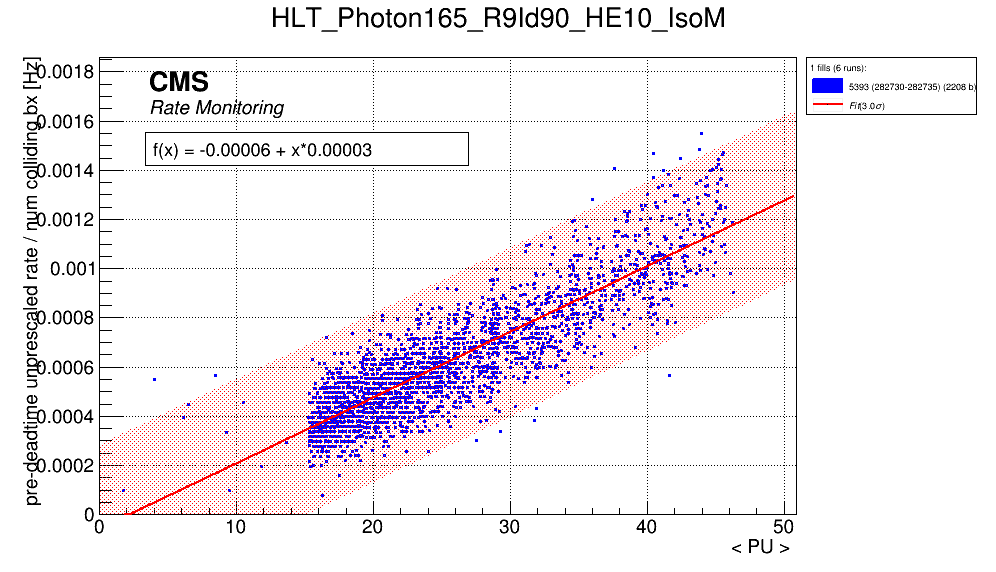 HLT_Photon165_R9Id90_HE10_IsoM
pre-deadtime unprescaled rate / num colliding bx [Hz]
0.0018
0.0016
0.0014
0.0012
0.001
0.0008
0.0006
0.0004
0.0002
0
CMS
Rate Monitoring
f(x) = -0.00006 + x*0.00003
1 fills (6 runs):
5393 (282730-282735) (2208 b)
Fit(3.0σ)
0 10 20 30 40 50
< PU >